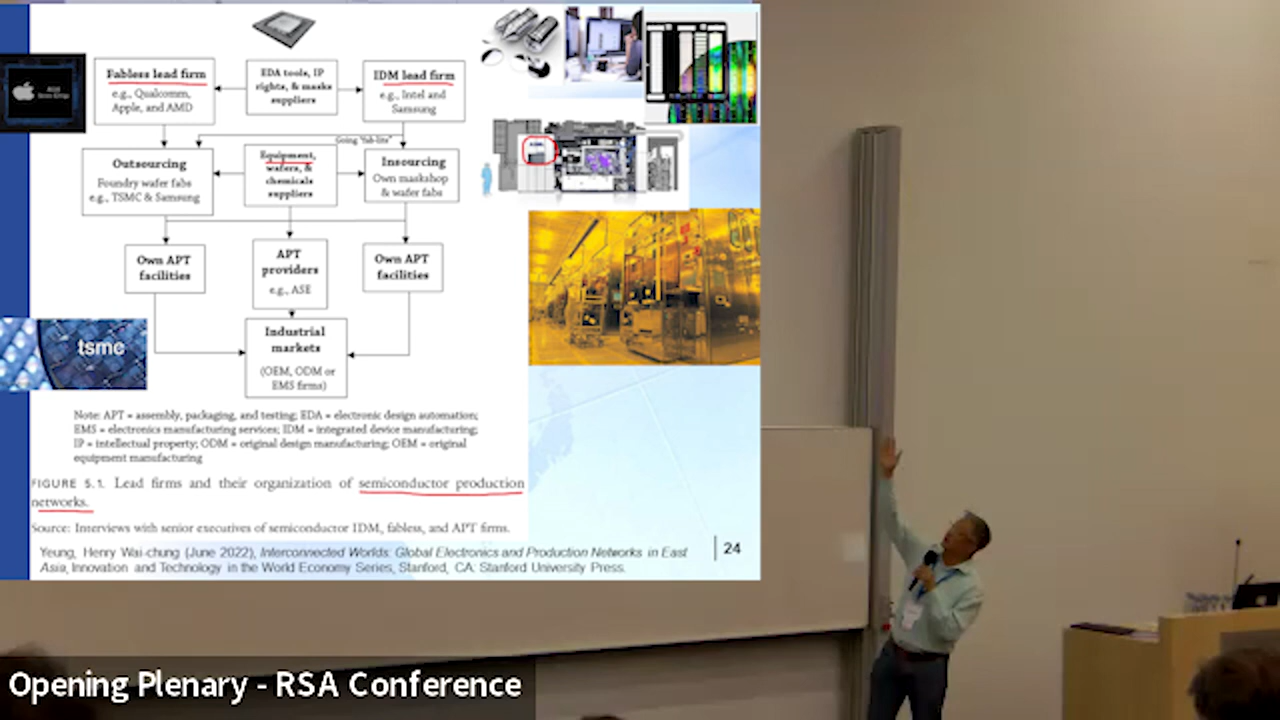 Fabless lead firm
e.g., Qualcomm,
Apple, and AMD
EDA tools, IP
rights, & masks
suppliers
IDM lead firm
e.g., Intel and
Samsung
Going "fab-lite"
Outsourcing
Foundry wafer fabs
e.g., TSMC & Samsung
Equipment,
wafers, &
chemicals
suppliers
Insourcing
Own maskshop
& wafer fabs
Own APT
facilities
APT
providers
e.g., ASE
Own APT
facilities
tsmc
Industrial
markets
(OEM, ODM or
EMS firms)
Note: APT = assembly, packaging, and testing; EDA = electronic design automation;
EMS = electronics manufacturing services; IDM = integrated device manufacturing;
IP = intellectual property; ODM = original design manufacturing; OEM = original
equipment manufacturing
FIGURE 5.1. Lead firms and their organization of semiconductor production
networks.
Source: Interviews with senior executives of semiconductor IDM, fabless, and APT firms.
Yeung, Henry Wai-chung (June 2022), Interconnected Worlds: Global Electronics and Production Networks in East
Asia, Innovation and Technology in the World Economy Series, Stanford, CA: Stanford University Press.
24
Opening Plenary - RSA Conference